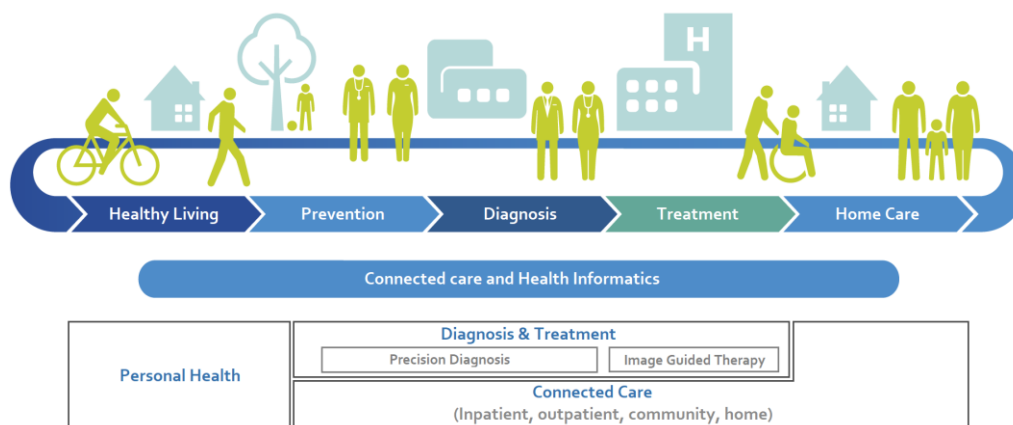 H
Healthy Living
Prevention
Diagnosis
Treatment
Home Care
Connected care and Health Informatics
Diagnosis & Treatment
Precision Diagnosis
Image Guided Therapy
Personal Health
Connected Care
(Inpatient, outpatient, community, home)